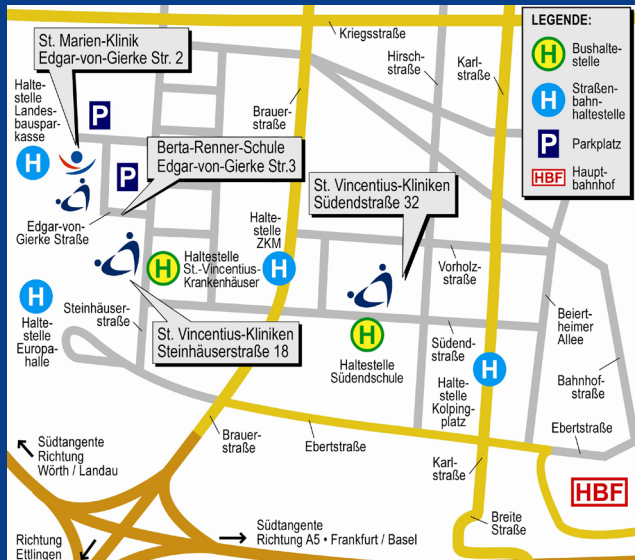 St. Marien-Klinik
Edgar-von-Gierke Str. 2
Kriegsstraße
Hirsch-
straße
Karl-
straße
LEGENDE:
H
Bushalte-
stelle
H
Straßen-
bahn-
haltestelle
P
Parkplatz
HBF
Haupt-
bahnhof
Halte-
stelle
Landes-
bauspar-
kasse
H
P
Brauer-
straße
Berta-Renner-Schule
Edgar-von-Gierke Str.3
P
St. Vincentius-Kliniken
Südendstraße 32
Edgar-von-
Gierke Straße
Halte-
stelle
ZKM
H
H
Haltestelle
St.-Vincentius-
Krankenhäuser
Vorholz-
straße
H
Halte-
stelle
Europa-
halle
Steinhäuser-
straße
St. Vincentius-Kliniken
Steinhäuserstraße 18
H
Haltestelle
Südendschule
Südend-
straße
H
Halte-
stelle
Kolping-
platz
Beiert-
heimer
Allee
Bahnhof-
straße
Ebertstraße
Brauer-
straße
Ebertstraße
Karl-
straße
HBF
Breite
Straße
Südtangente
Richtung
Wörth / Landau
Richtung
Ettlingen
Südtangente
Richtung A5 • Frankfurt / Basel